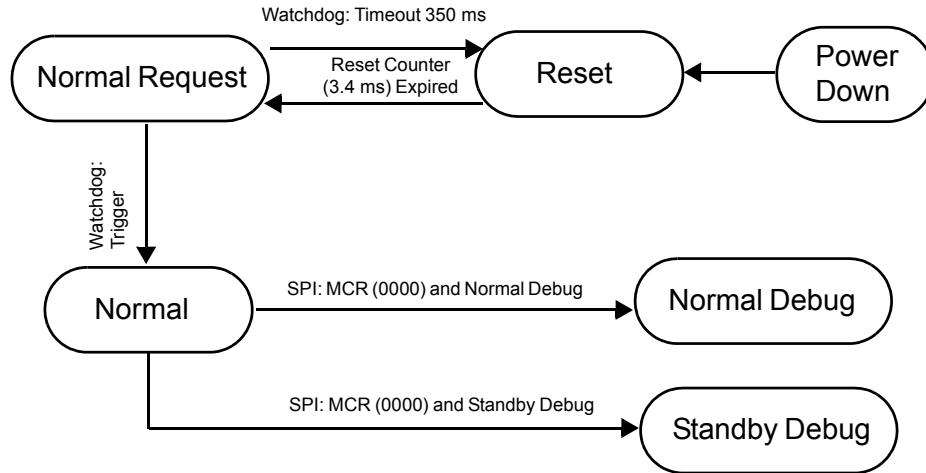 Watchdog: Timeout 350 ms
Normal Request
Reset Counter
(3.4 ms) Expired
Reset
Power
Down
Watchdog:
Trigger
Normal
SPI: MCR (0000) and Normal Debug
Normal Debug
SPI: MCR (0000) and Standby Debug
Standby Debug